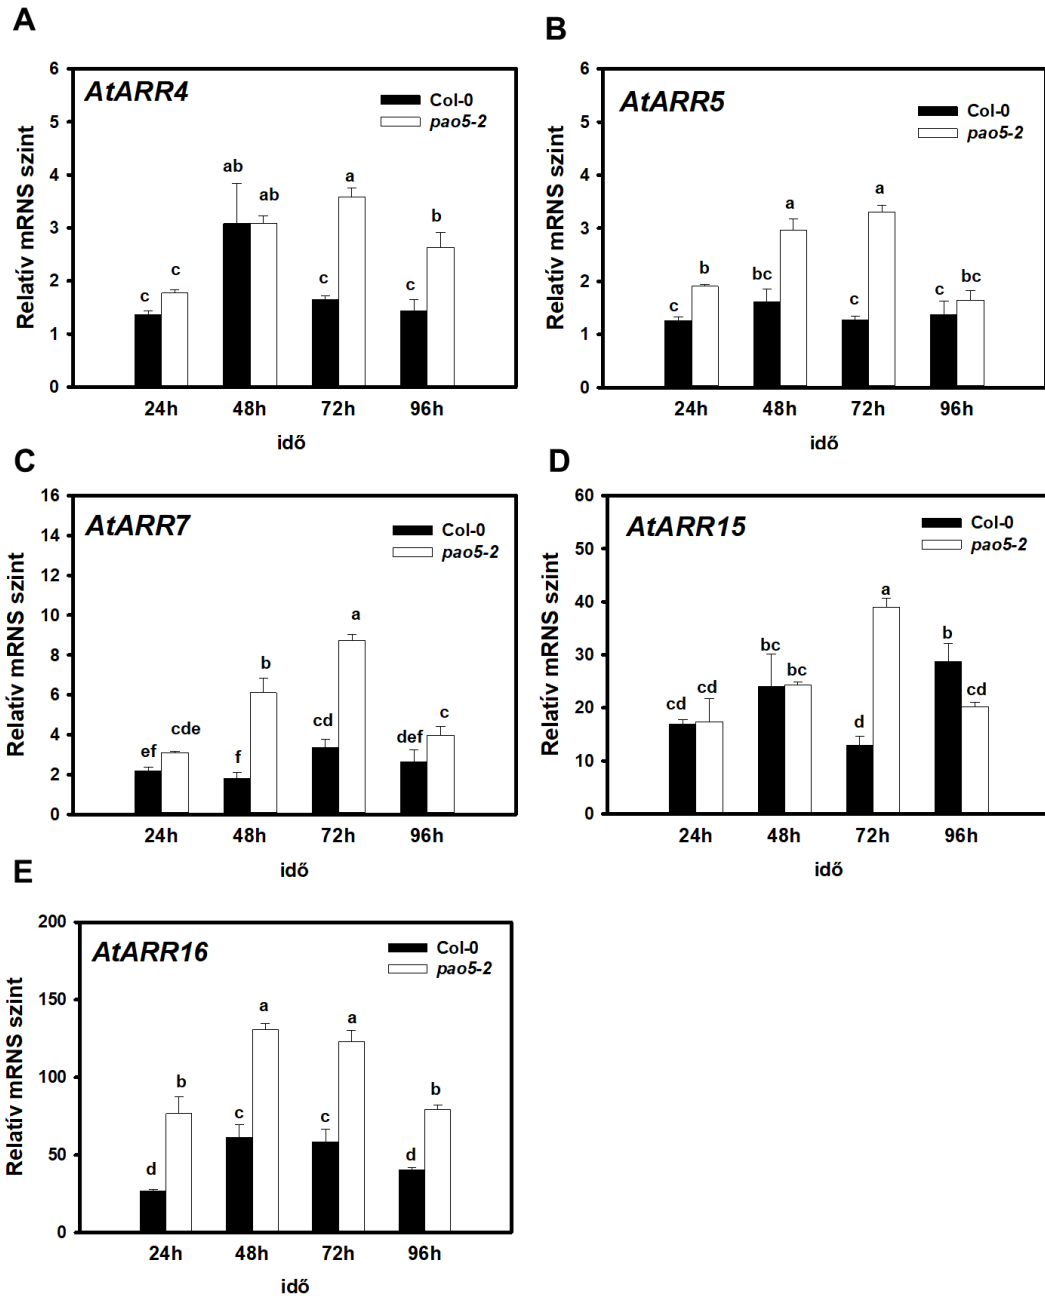 A
AtARR4
Col-0
pao5-2
Relatív mRNS szint
6
5
4
3
2
1
0
c
c
ab
ab
c
a
c
b
24h
48h
72h
96h
idő
B
AtARR5
Col-0
pao5-2
Relatív mRNS szint
6
5
4
3
2
1
0
c
b
bc
a
c
a
c
bc
24h
48h
72h
96h
idő
C
AtARR7
Col-0
pao5-2
Relatív mRNS szint
16
14
12
10
8
6
4
2
0
ef
cde
f
b
cd
a
def
c
24h
48h
72h
96h
idő
D
AtARR15
Col-0
pao5-2
Relatív mRNS szint
60
50
40
30
20
10
0
cd
cd
bc
bc
d
a
b
cd
24h
48h
72h
96h
idő
E
AtARR16
Col-0
pao5-2
Relatív mRNS szint
200
150
100
50
0
d
b
c
a
c
a
d
b
24h
48h
72h
96h
idő